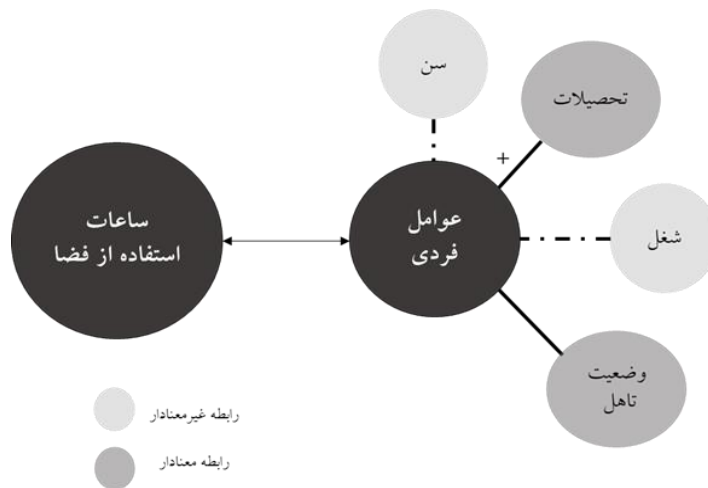 سن
تحصیلات
+
عوامل
فردی
ساعات
استفاده از فضا
شغل
وضعیت
تاهل
رابطه غیرمعنادار
رابطه معنادار